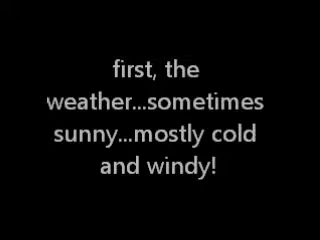 first, the
weather...sometimes
sunny...mostly cold
and windy!